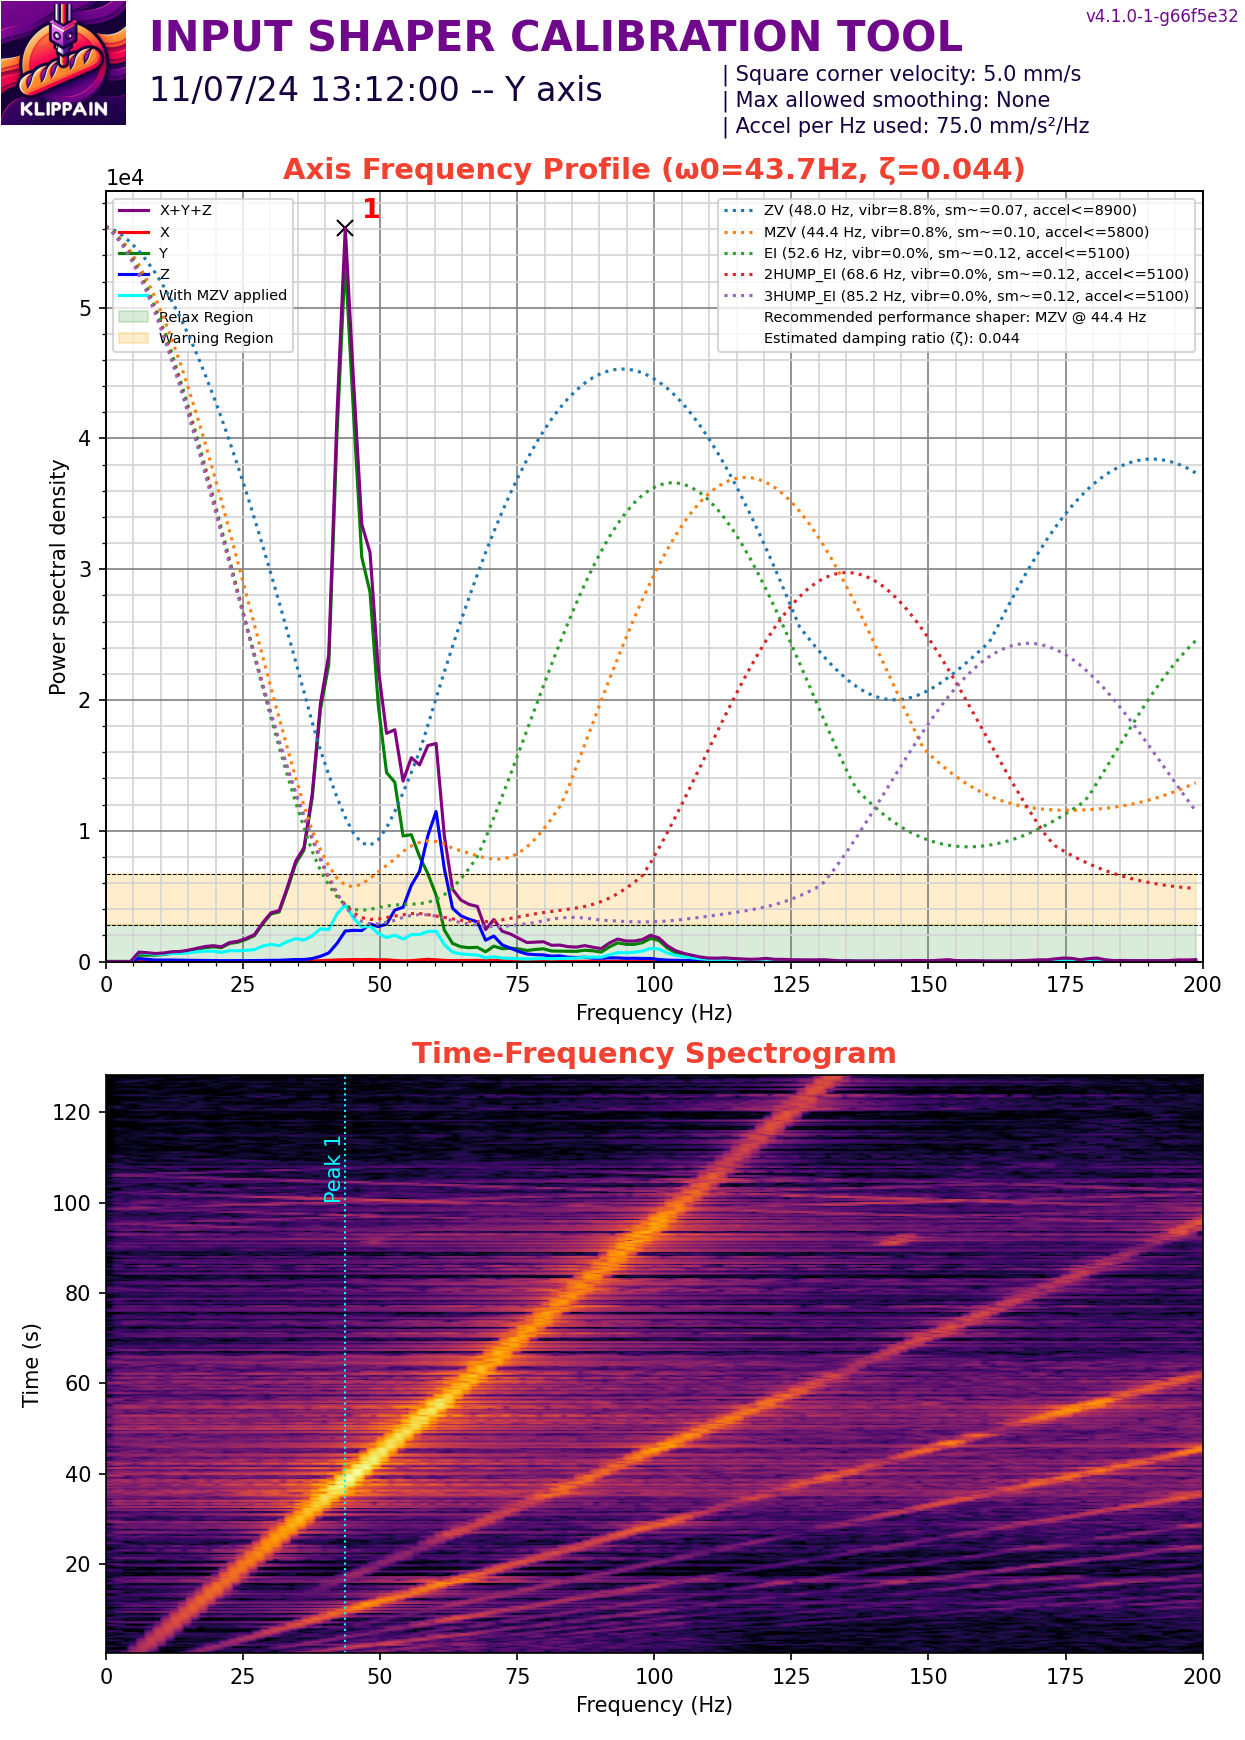 v4.1.0-1-g66f5e32
INPUT SHAPER CALIBRATION TOOL
11/07/24 13:12:00 -- Y axis
| Square corner velocity: 5.0 mm/s
| Max allowed smoothing: None
| Accel per Hz used: 75.0 mm/s²/Hz
KLIPPAIN
Axis Frequency Profile (ω0=43.7Hz, ζ=0.044)
1e4
1
X+Y+Z
X
Y
Z
With MZV applied
Relax Region
Warning Region
ZV (48.0 Hz, vibr=8.8%, sm~=0.07, accel<=8900)
MZV (44.4 Hz, vibr=0.8%, sm~=0.10, accel<=5800)
EI (52.6 Hz, vibr=0.0%, sm~=0.12, accel<=5100)
2HUMP_EI (68.6 Hz, vibr=0.0%, sm~=0.12, accel<=5100)
3HUMP_EI (85.2 Hz, vibr=0.0%, sm~=0.12, accel<=5100)
Recommended performance shaper: MZV @ 44.4 Hz
Estimated damping ratio (ζ): 0.044
Power spectral density
5
4
3
2
1
0
0 25 50 75 100 125 150 175 200
Frequency (Hz)
Time-Frequency Spectrogram
Time (s)
120
100
80
60
40
20
Peak 1
0 25 50 75 100 125 150 175 200
Frequency (Hz)